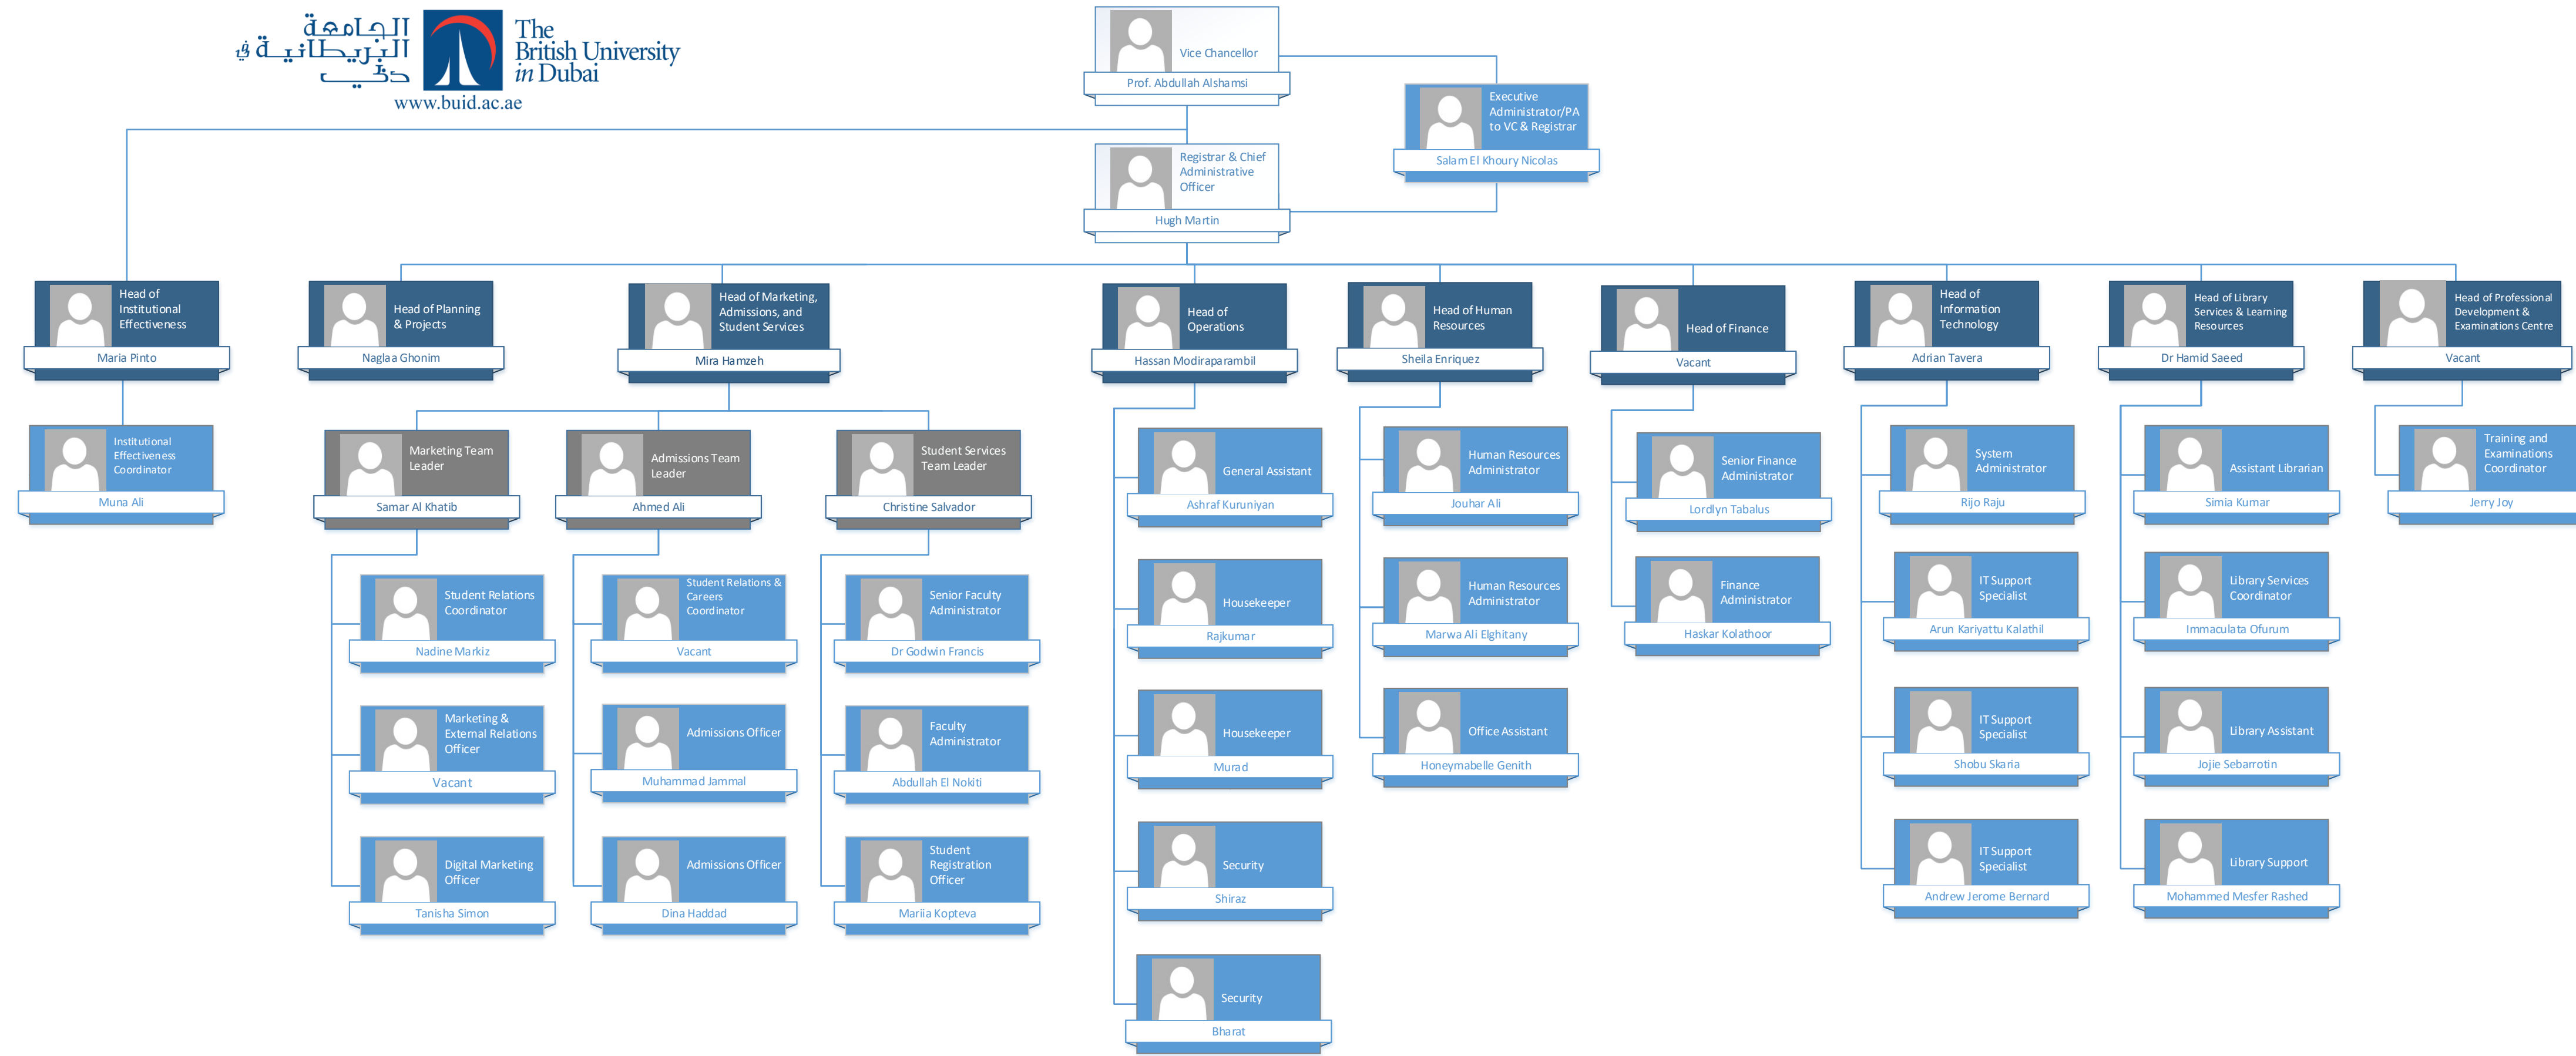 الجامعة
البريطانية في
دبي
The
British University
in Dubai
www.buid.ac.ae
Vice Chancellor
Prof. Abdullah Alshamsi
Executive
Administrator/PA
to VC & Registrar
Salam El Khoury Nicolas
Registrar & Chief
Administrative
Officer
Hugh Martin
Head of
Institutional
Effectiveness
Maria Pinto
Head of Planning
& Projects
Naglaa Ghonim
Head of Marketing,
Admissions, and
Student Services
Mira Hamzeh
Head of
Operations
Hassan Modiraparambil
Head of Human
Resources
Sheila Enriquez
Head of Finance
Vacant
Head of
Information
Technology
Adrian Tavera
Head of Library
Services & Learning
Resources
Dr Hamid Saeed
Head of Professional
Development &
Examinations Centre
Vacant
Institutional
Effectiveness
Coordinator
Muna Ali
Marketing Team
Leader
Samar Al Khatib
Admissions Team
Leader
Ahmed Ali
Student Services
Team Leader
Christine Salvador
General Assistant
Ashraf Kuruniyan
Human Resources
Administrator
Jouhar Ali
Senior Finance
Administrator
Lordlyn Tabalus
System
Administrator
Rijo Raju
Assistant Librarian
Simia Kumar
Training and
Examinations
Coordinator
Jerry Joy
Student Relations
Coordinator
Nadine Markiz
Student Relations &
Careers
Coordinator
Vacant
Senior Faculty
Administrator
Dr Godwin Francis
Housekeeper
Rajkumar
Human Resources
Administrator
Marwa Ali Elghitany
Finance
Administrator
Haskar Kolathoor
IT Support
Specialist
Arun Kariyattu Kalathil
Library Services
Coordinator
Immaculata Ofurum
Marketing &
External Relations
Officer
Vacant
Admissions Officer
Muhammad Jammal
Faculty
Administrator
Abdullah El Nokiti
Housekeeper
Murad
Office Assistant
Honeymabelle Genith
IT Support
Specialist
Shobu Skaria
Library Assistant
Jojie Sebarrotin
Digital Marketing
Officer
Tanisha Simon
Admissions Officer
Dina Haddad
Student
Registration
Officer
Mariia Kopteva
Security
Shiraz
IT Support
Specialist
Andrew Jerome Bernard
Library Support
Mohammed Mesfer Rashed
Security
Bharat